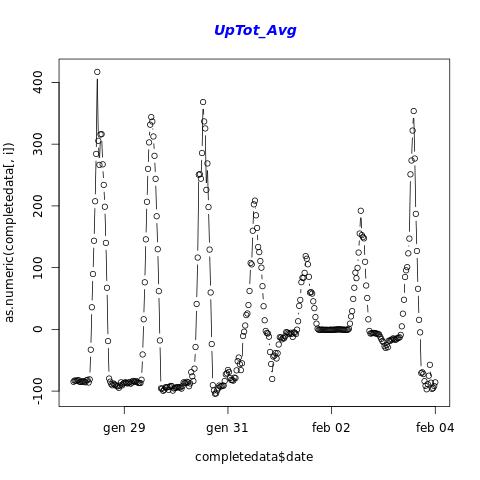 UpTot_Avg
as.numeric(completedata[, i])
400
300
200
100
0
-100
gen 29
gen 31
feb 02
feb 04
completedata$date